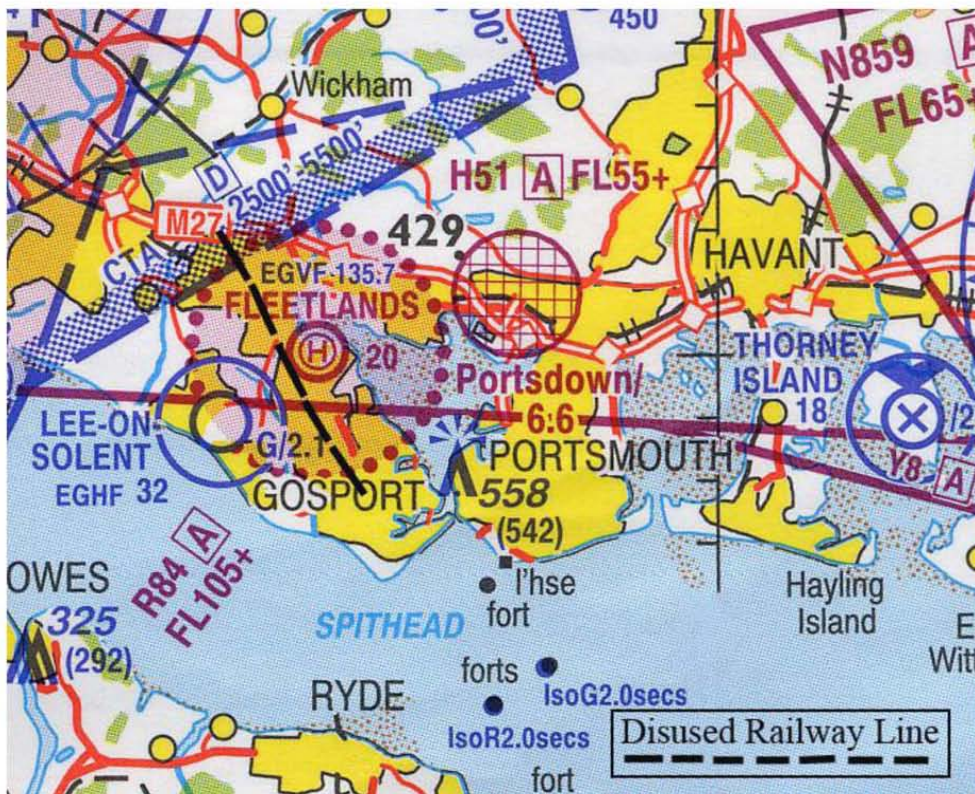 450
00'
A
N859
FL65+
Wickham
D
2500'-5500'
CTA
M27
H51 A FL55+
429
HAVANT
EGVF 135.7
FLEETLANDS
H
20
Portsdown/
6.6
THORNEY
ISLAND
18
LEE-ON-
SOLENT
EGHF 32
G/2.1
GOSPORT
PORTSMOUTH
558
(542)
Y8 A
R84 A
FL105+
OWES
325
(292)
l'hse
fort
SPITHEAD
Hayling
Island
E
Witt
forts
IsoG2.0secs
IsoR2.0secs
RYDE
fort
Disused Railway Line